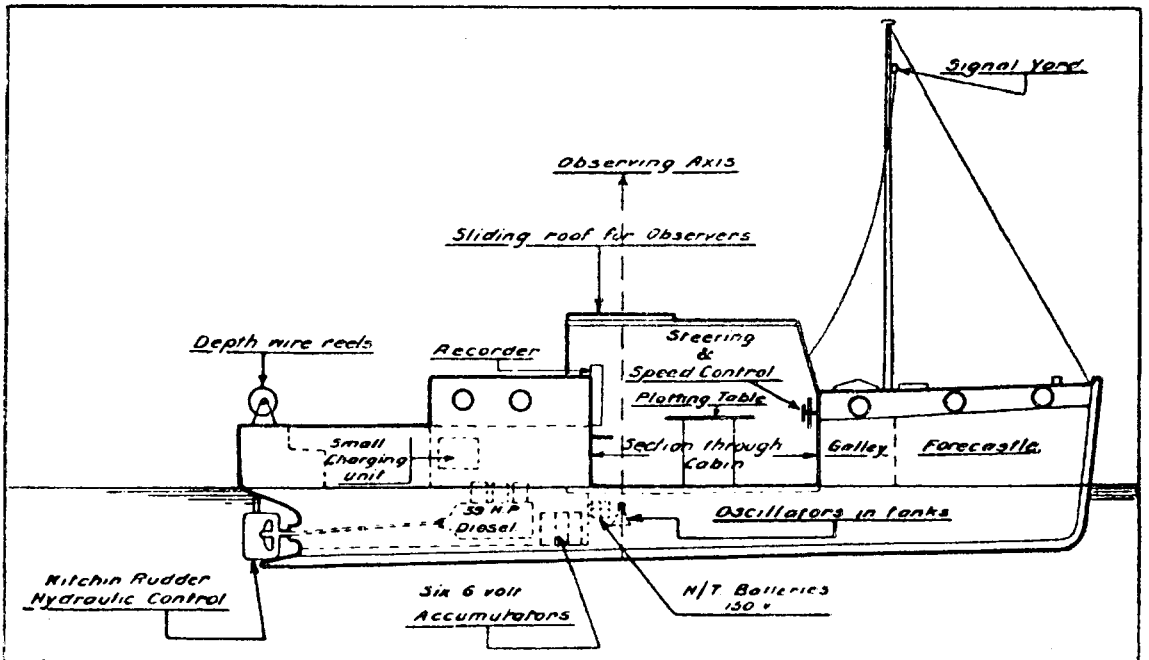 Signal Yard
Observing Axis
Sliding roof for Observers
Depth wire reels
Recorder
Steering
&
Speed Control
Plotting Table
Small
Charging
unit
Section through
Cabin
Galley
Forecastle
59 H.P
Diesel
Oscillators in tanks
Kitchin Rudder
Hydraulic Control
Six 6 volt
Accumulators
H/T Batteries
150 v